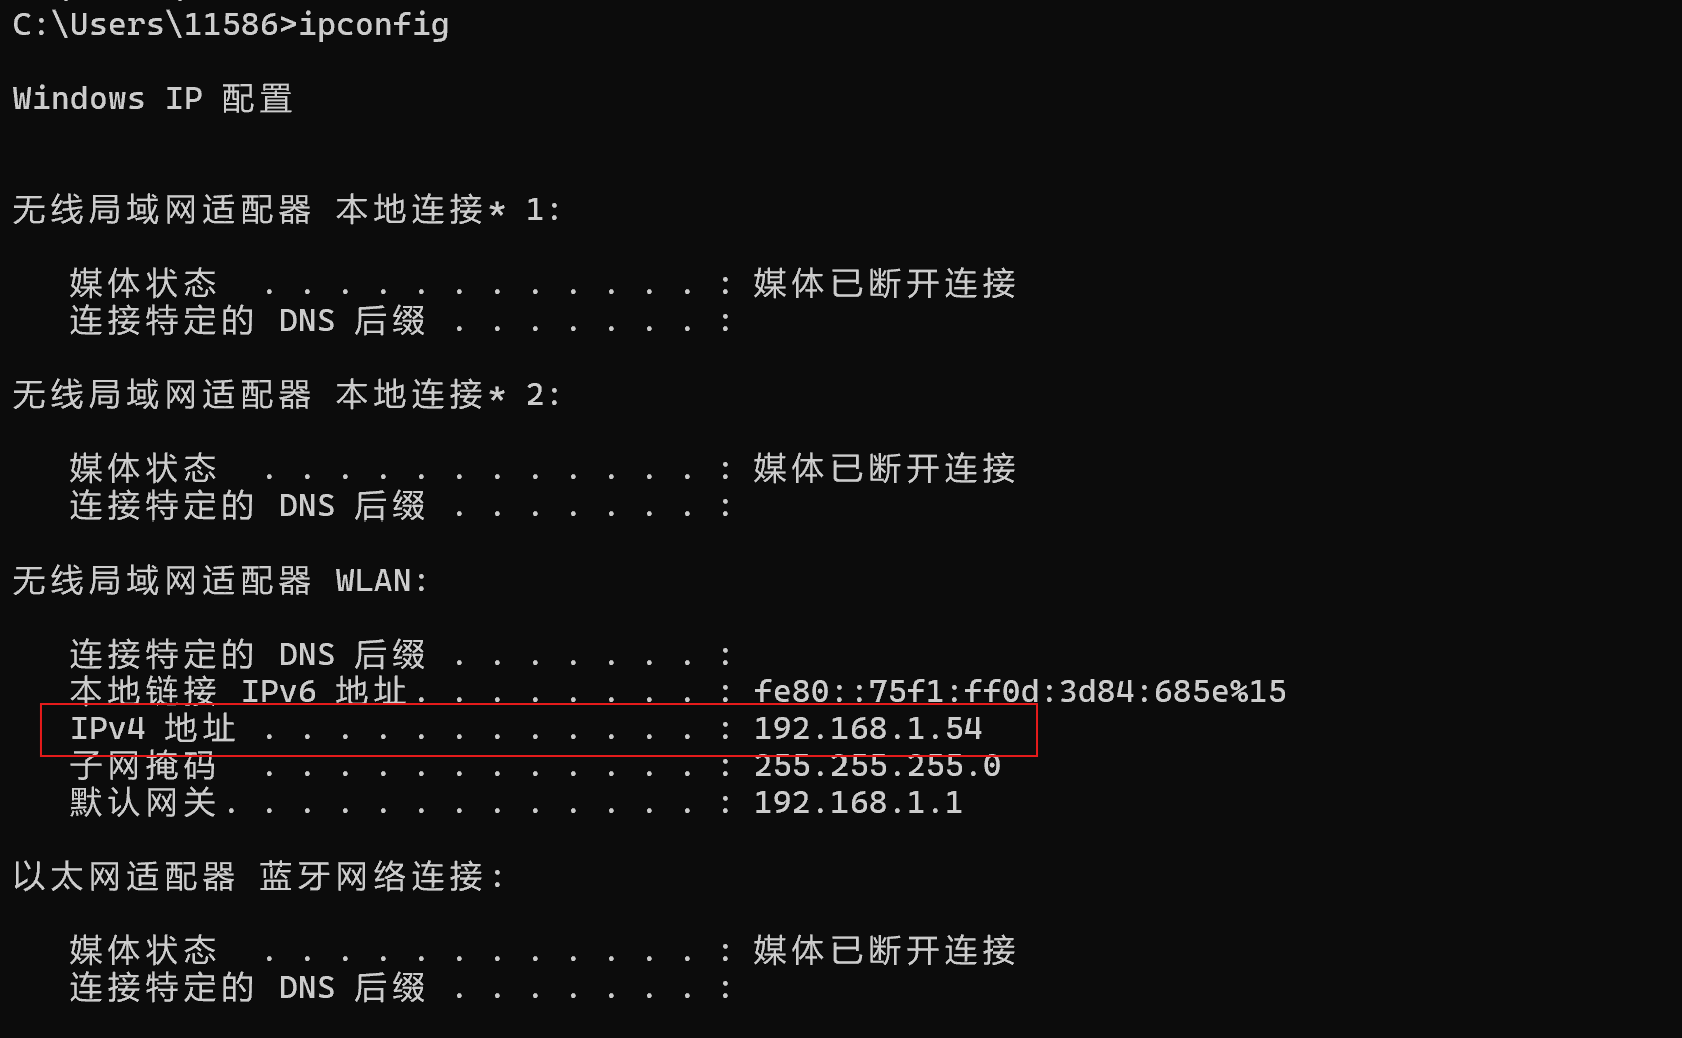 C:\Users\11586>ipconfig
Windows IP 配置
无线局域网适配器 本地连接* 1:
媒体状态  . . . . . . . . . . . . : 媒体已断开连接
连接特定的 DNS 后缀 . . . . . . . :
无线局域网适配器 本地连接* 2:
媒体状态  . . . . . . . . . . . . : 媒体已断开连接
连接特定的 DNS 后缀 . . . . . . . :
无线局域网适配器 WLAN:
连接特定的 DNS 后缀 . . . . . . . :
本地链接 IPv6 地址. . . . . . . . : fe80::75f1:ff0d:3d84:685e%15
IPv4 地址 . . . . . . . . . . . . : 192.168.1.54
子网掩码  . . . . . . . . . . . . : 255.255.255.0
默认网关. . . . . . . . . . . . . : 192.168.1.1
以太网适配器 蓝牙网络连接:
媒体状态  . . . . . . . . . . . . : 媒体已断开连接
连接特定的 DNS 后缀 . . . . . . . :